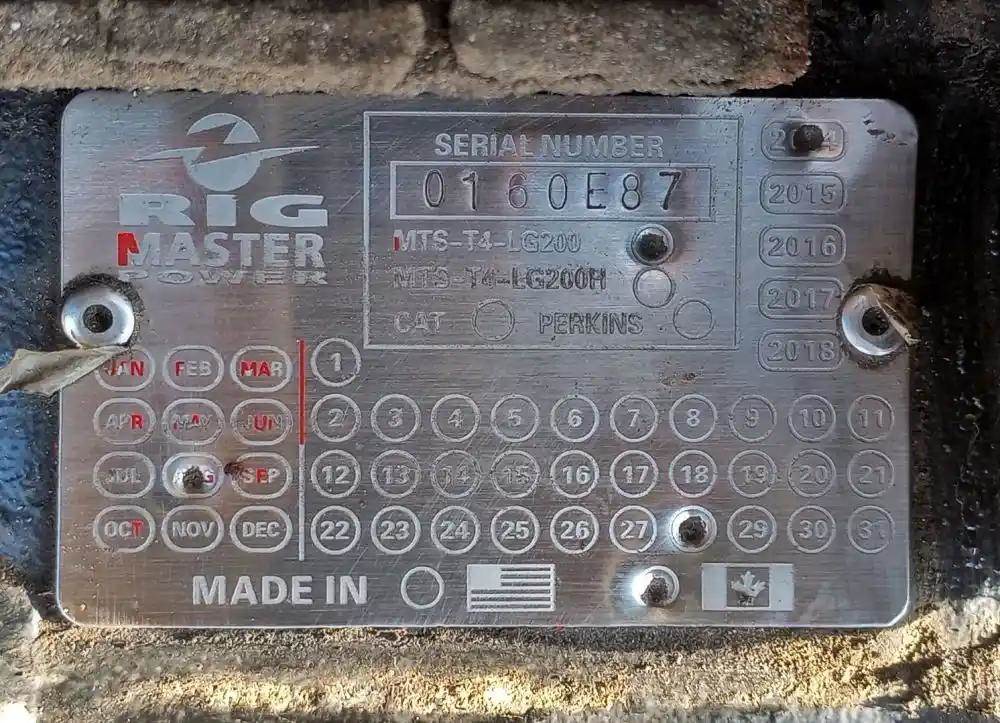 RIG
MASTER
POWER
SERIAL NUMBER
0160E87
MTS-T4-LG200
MTS-T4-LG200H
CAT PERKINS
2014
2015
2016
2017
2018
JAN FEB MAR
APR MAY JUN
JUL AUG SEP
OCT NOV DEC
1
2 3 4 5 6 7 8 9 10 11
12 13 14 15 16 17 18 19 20 21
22 23 24 25 26 27 29 30 31
MADE IN